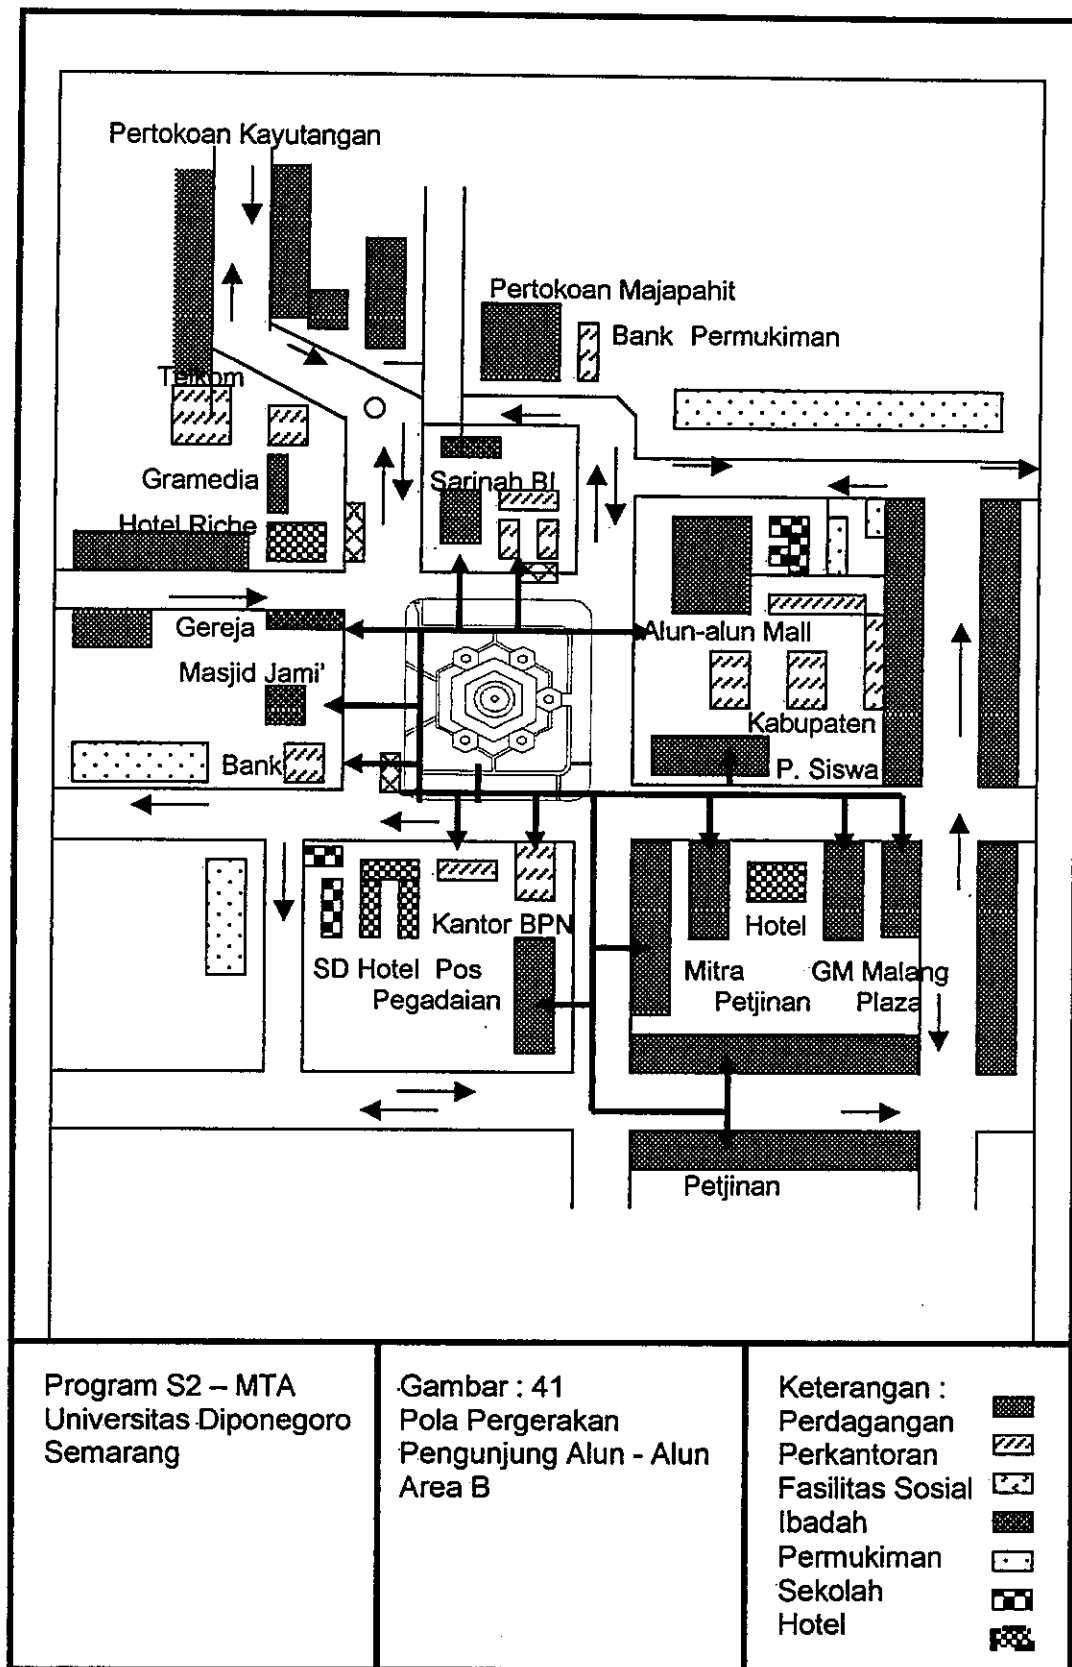 Pertokoan Kayutangan
Pertokoan Majapahit
Bank Permukiman
Telkom
Gramedia
Sarinah BI
Hotel Riche
Gereja
Alun-alun Mall
Masjid Jami'
Kabupaten
Bank
P. Siswa
Kantor BPN
Hotel
SD Hotel Pos
Mitra
GM Malang
Pegadaian
Petjinan
Plaza
Petjinan
Program S2 – MTA
Universitas Diponegoro
Semarang
Gambar : 41
Pola Pergerakan
Pengunjung Alun - Alun
Area B
Keterangan :
Perdagangan
Perkantoran
Fasilitas Sosial
Ibadah
Permukiman
Sekolah
Hotel